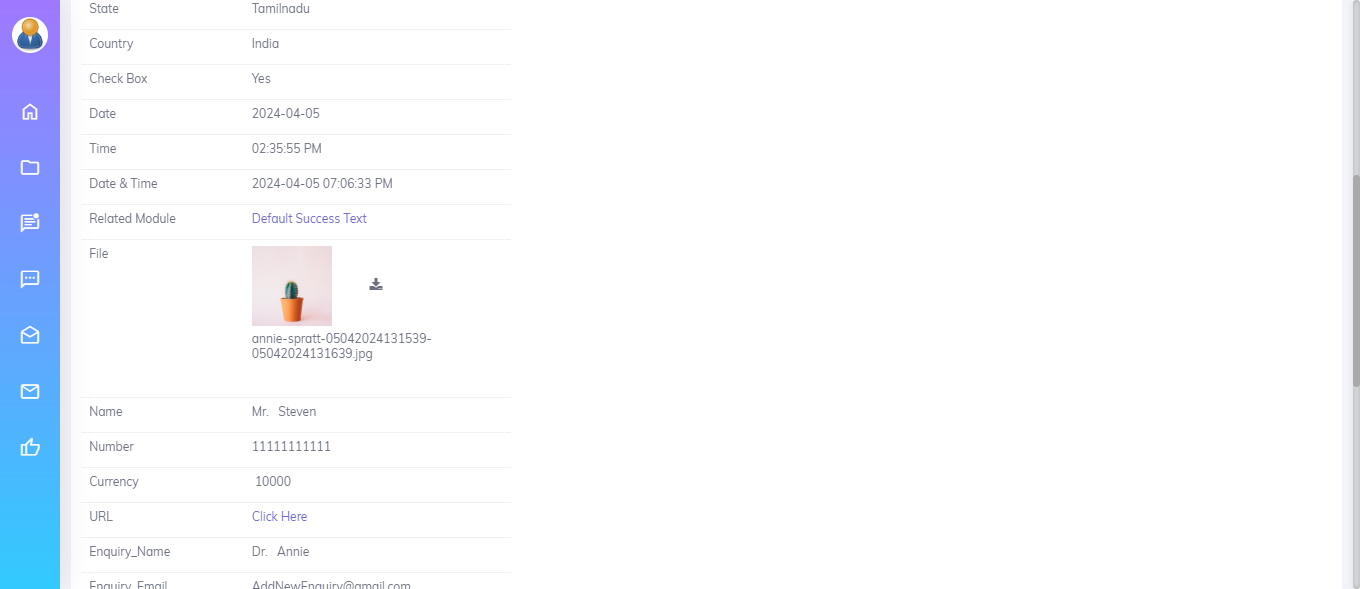 State Tamilnadu
Country India
Check Box Yes
Date 2024-04-05
Time 02:35:55 PM
Date & Time 2024-04-05 07:06:33 PM
Related Module Default Success Text
File
annie-spratt-05042024131539-
05042024131639.jpg
Name Mr. Steven
Number 11111111111
Currency 10000
URL Click Here
Enquiry_Name Dr. Annie
Enquiry_Email AddNewEnquiry@gmail.com